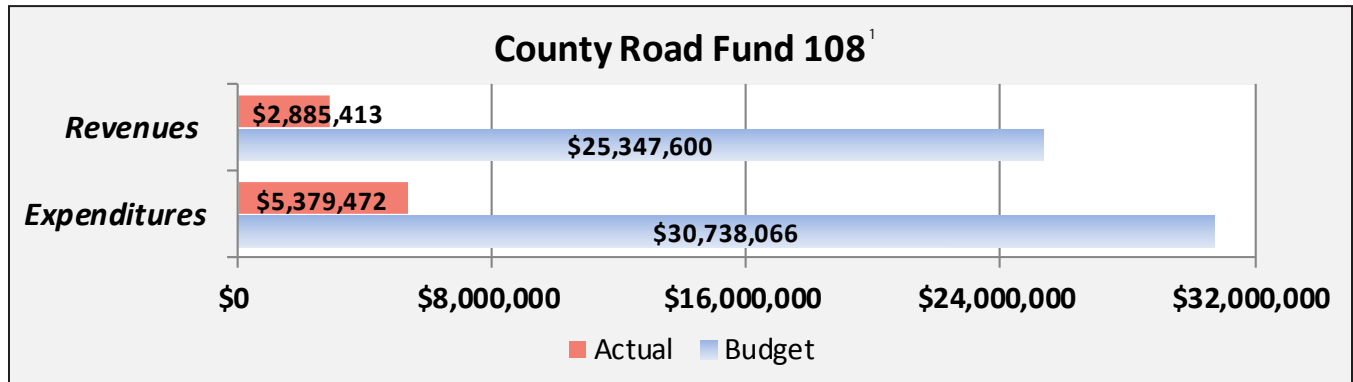 County Road Fund 108¹
Revenues
$2,885,413
$25,347,600
Expenditures
$5,379,472
$30,738,066
$0 $8,000,000 $16,000,000 $24,000,000 $32,000,000
Actual Budget